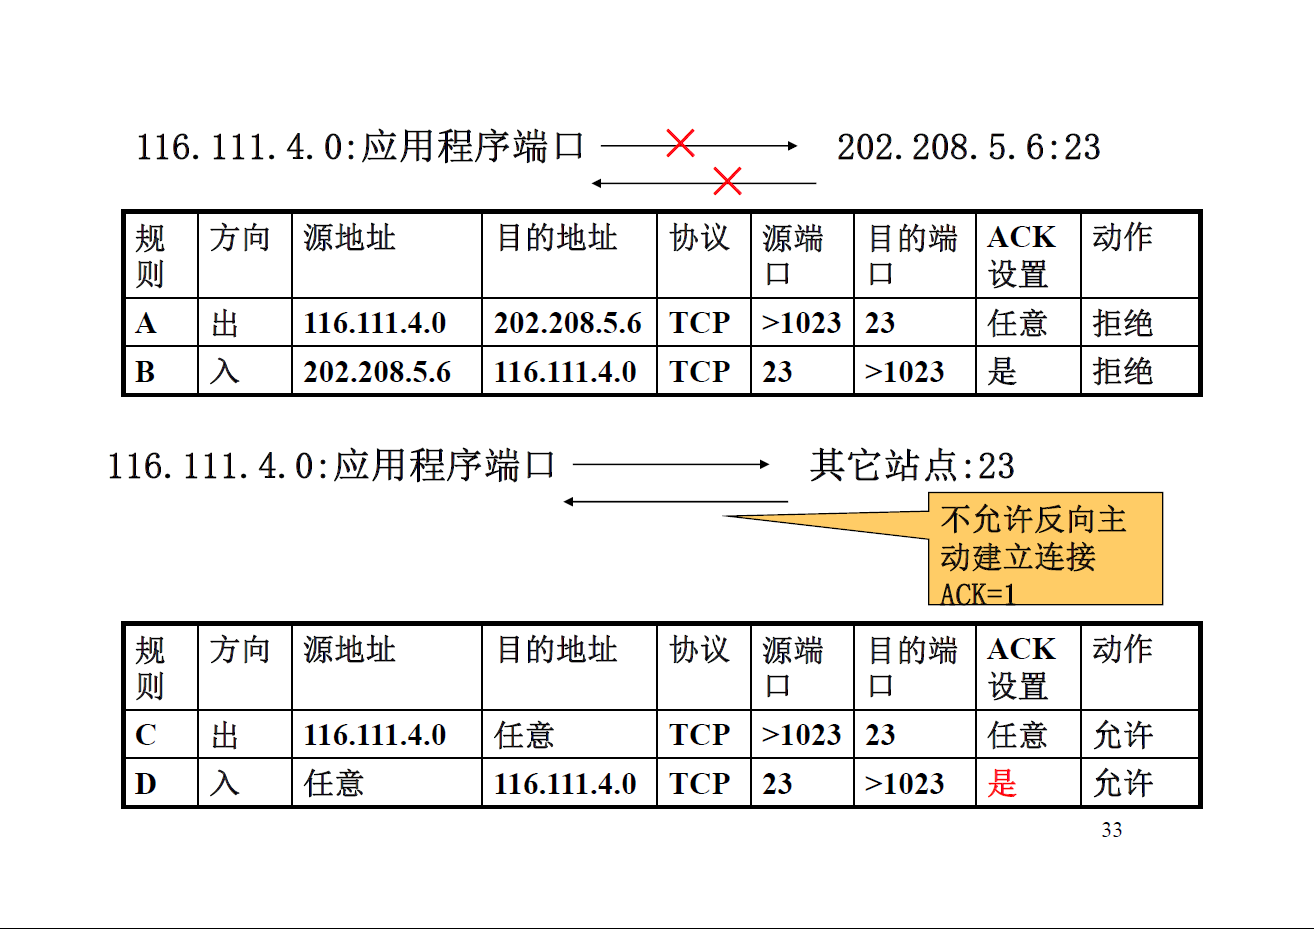 116.111.4.0:应用程序端口 202.208.5.6:23
规则 方向 源地址 目的地址 协议 源端口 目的端口 ACK设置 动作
A 出 116.111.4.0 202.208.5.6 TCP >1023 23 任意 拒绝
B 入 202.208.5.6 116.111.4.0 TCP 23 >1023 是 拒绝
116.111.4.0:应用程序端口 其它站点:23
不允许反向主
动建立连接
ACK=1
规则 方向 源地址 目的地址 协议 源端口 目的端口 ACK设置 动作
C 出 116.111.4.0 任意 TCP >1023 23 任意 允许
D 入 任意 116.111.4.0 TCP 23 >1023 是 允许
33